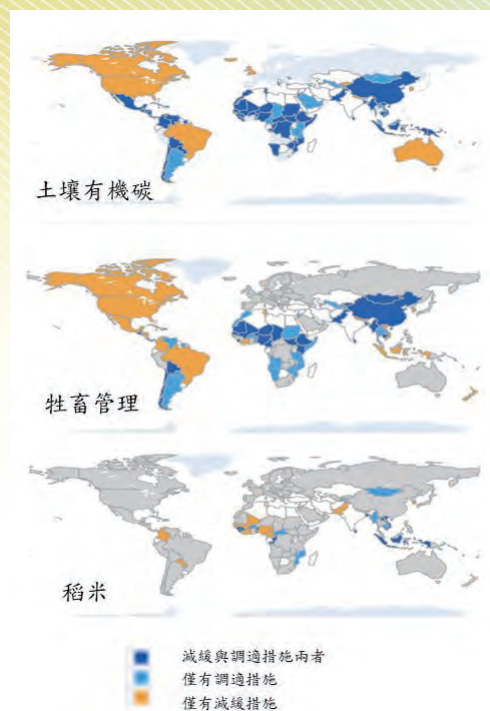 土壤有機碳
牲畜管理
稻米
減緩與調適措施兩者
僅有調適措施
僅有減緩措施